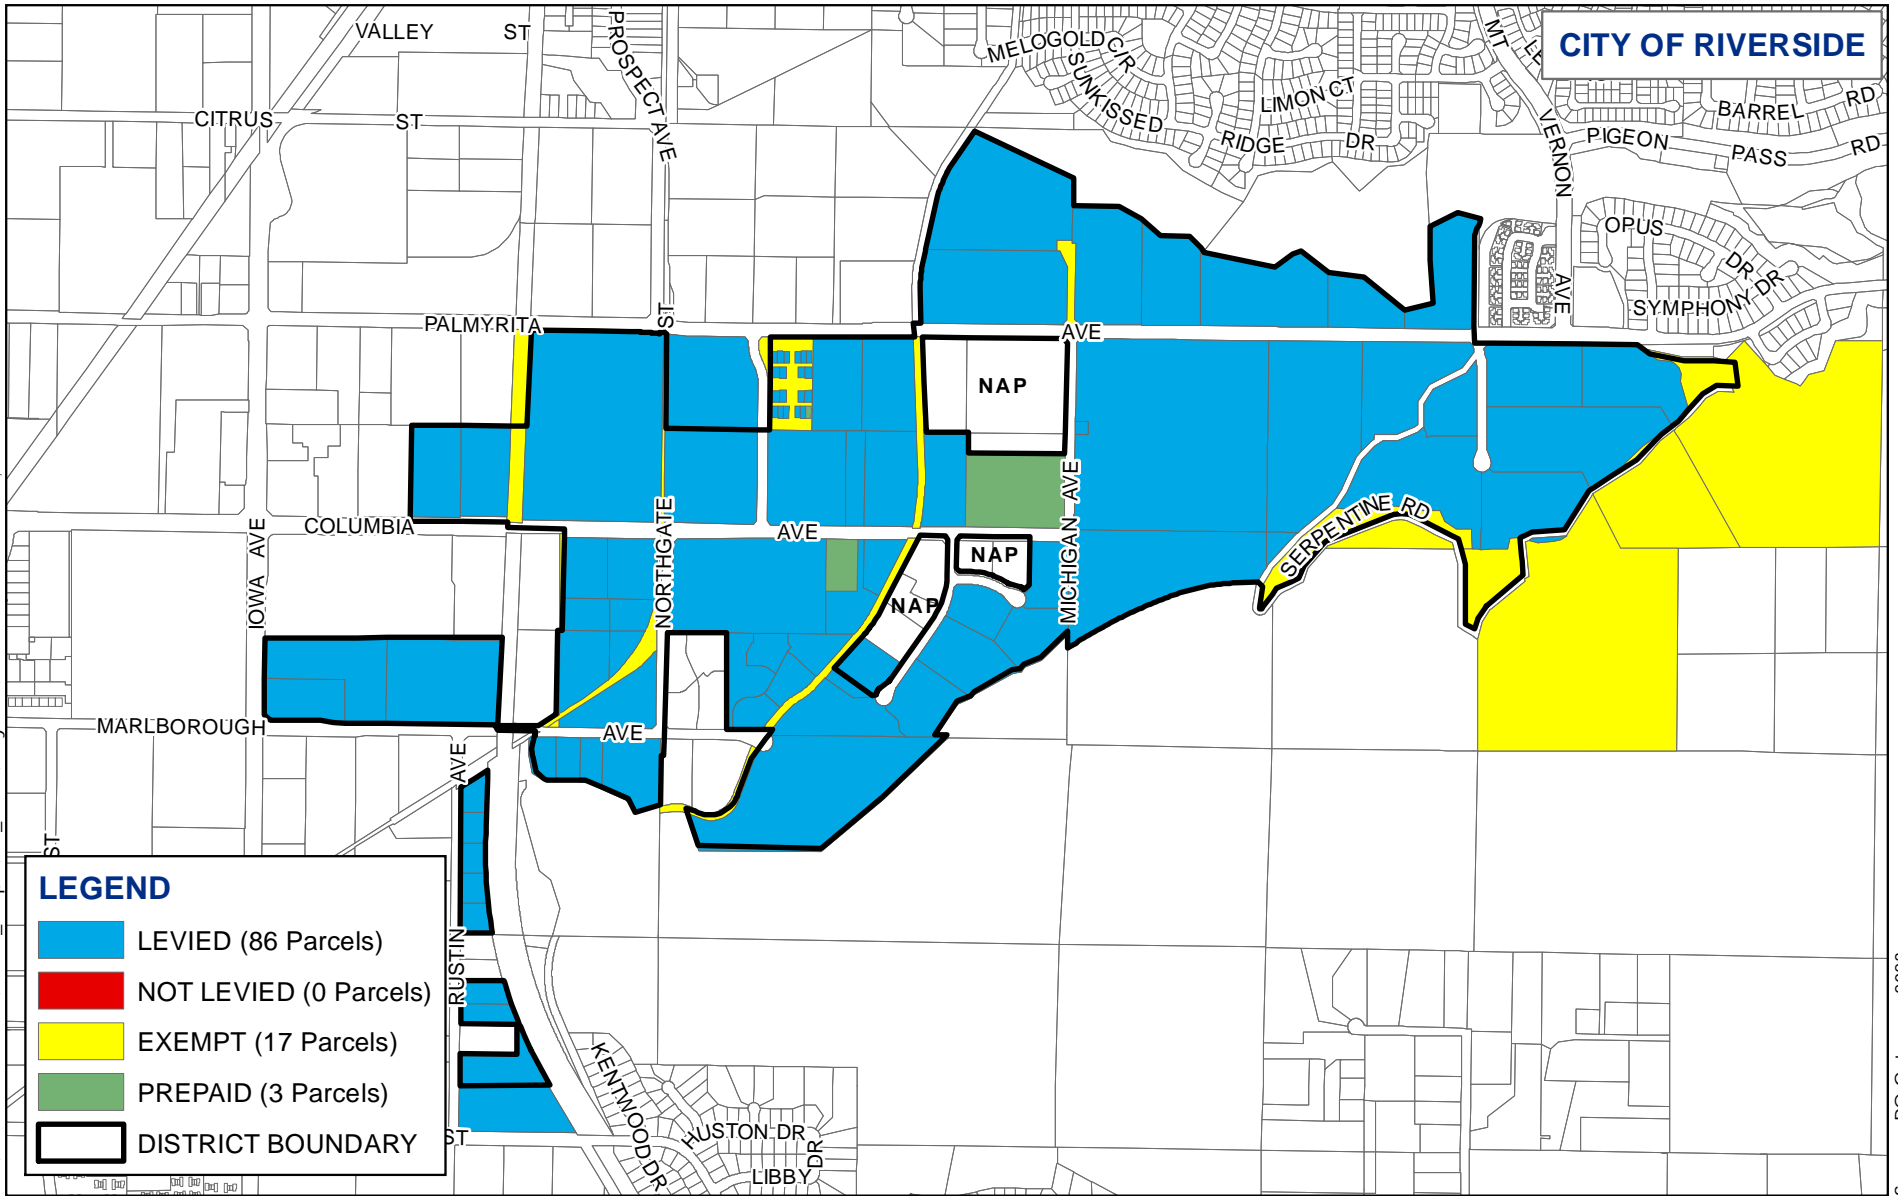 CITY OF RIVERSIDE
VALLEY ST
PROSPECT AVE
MELOGOLD CIR
SUNKISSED
RIDGE DR
LIMON CT
MT
VERNON
AVE
BARREL RD
PIGEON PASS RD
CITRUS ST
OPUS
DR
SYMPHONY DR
PALMYRITA
ST
AVE
NAP
IOWA AVE
COLUMBIA
AVE
NORTHGATE
MICHIGAN AVE
SERPENTINE RD
NAP
NAP
MARLBOROUGH
AVE
AVE
RUSTIN
ST
ST
KENTWOOD DR
HUSTON DR
LIBBY DR
LEGEND
LEVIED (86 Parcels)
NOT LEVIED (0 Parcels)
EXEMPT (17 Parcels)
PREPAID (3 Parcels)
DISTRICT BOUNDARY